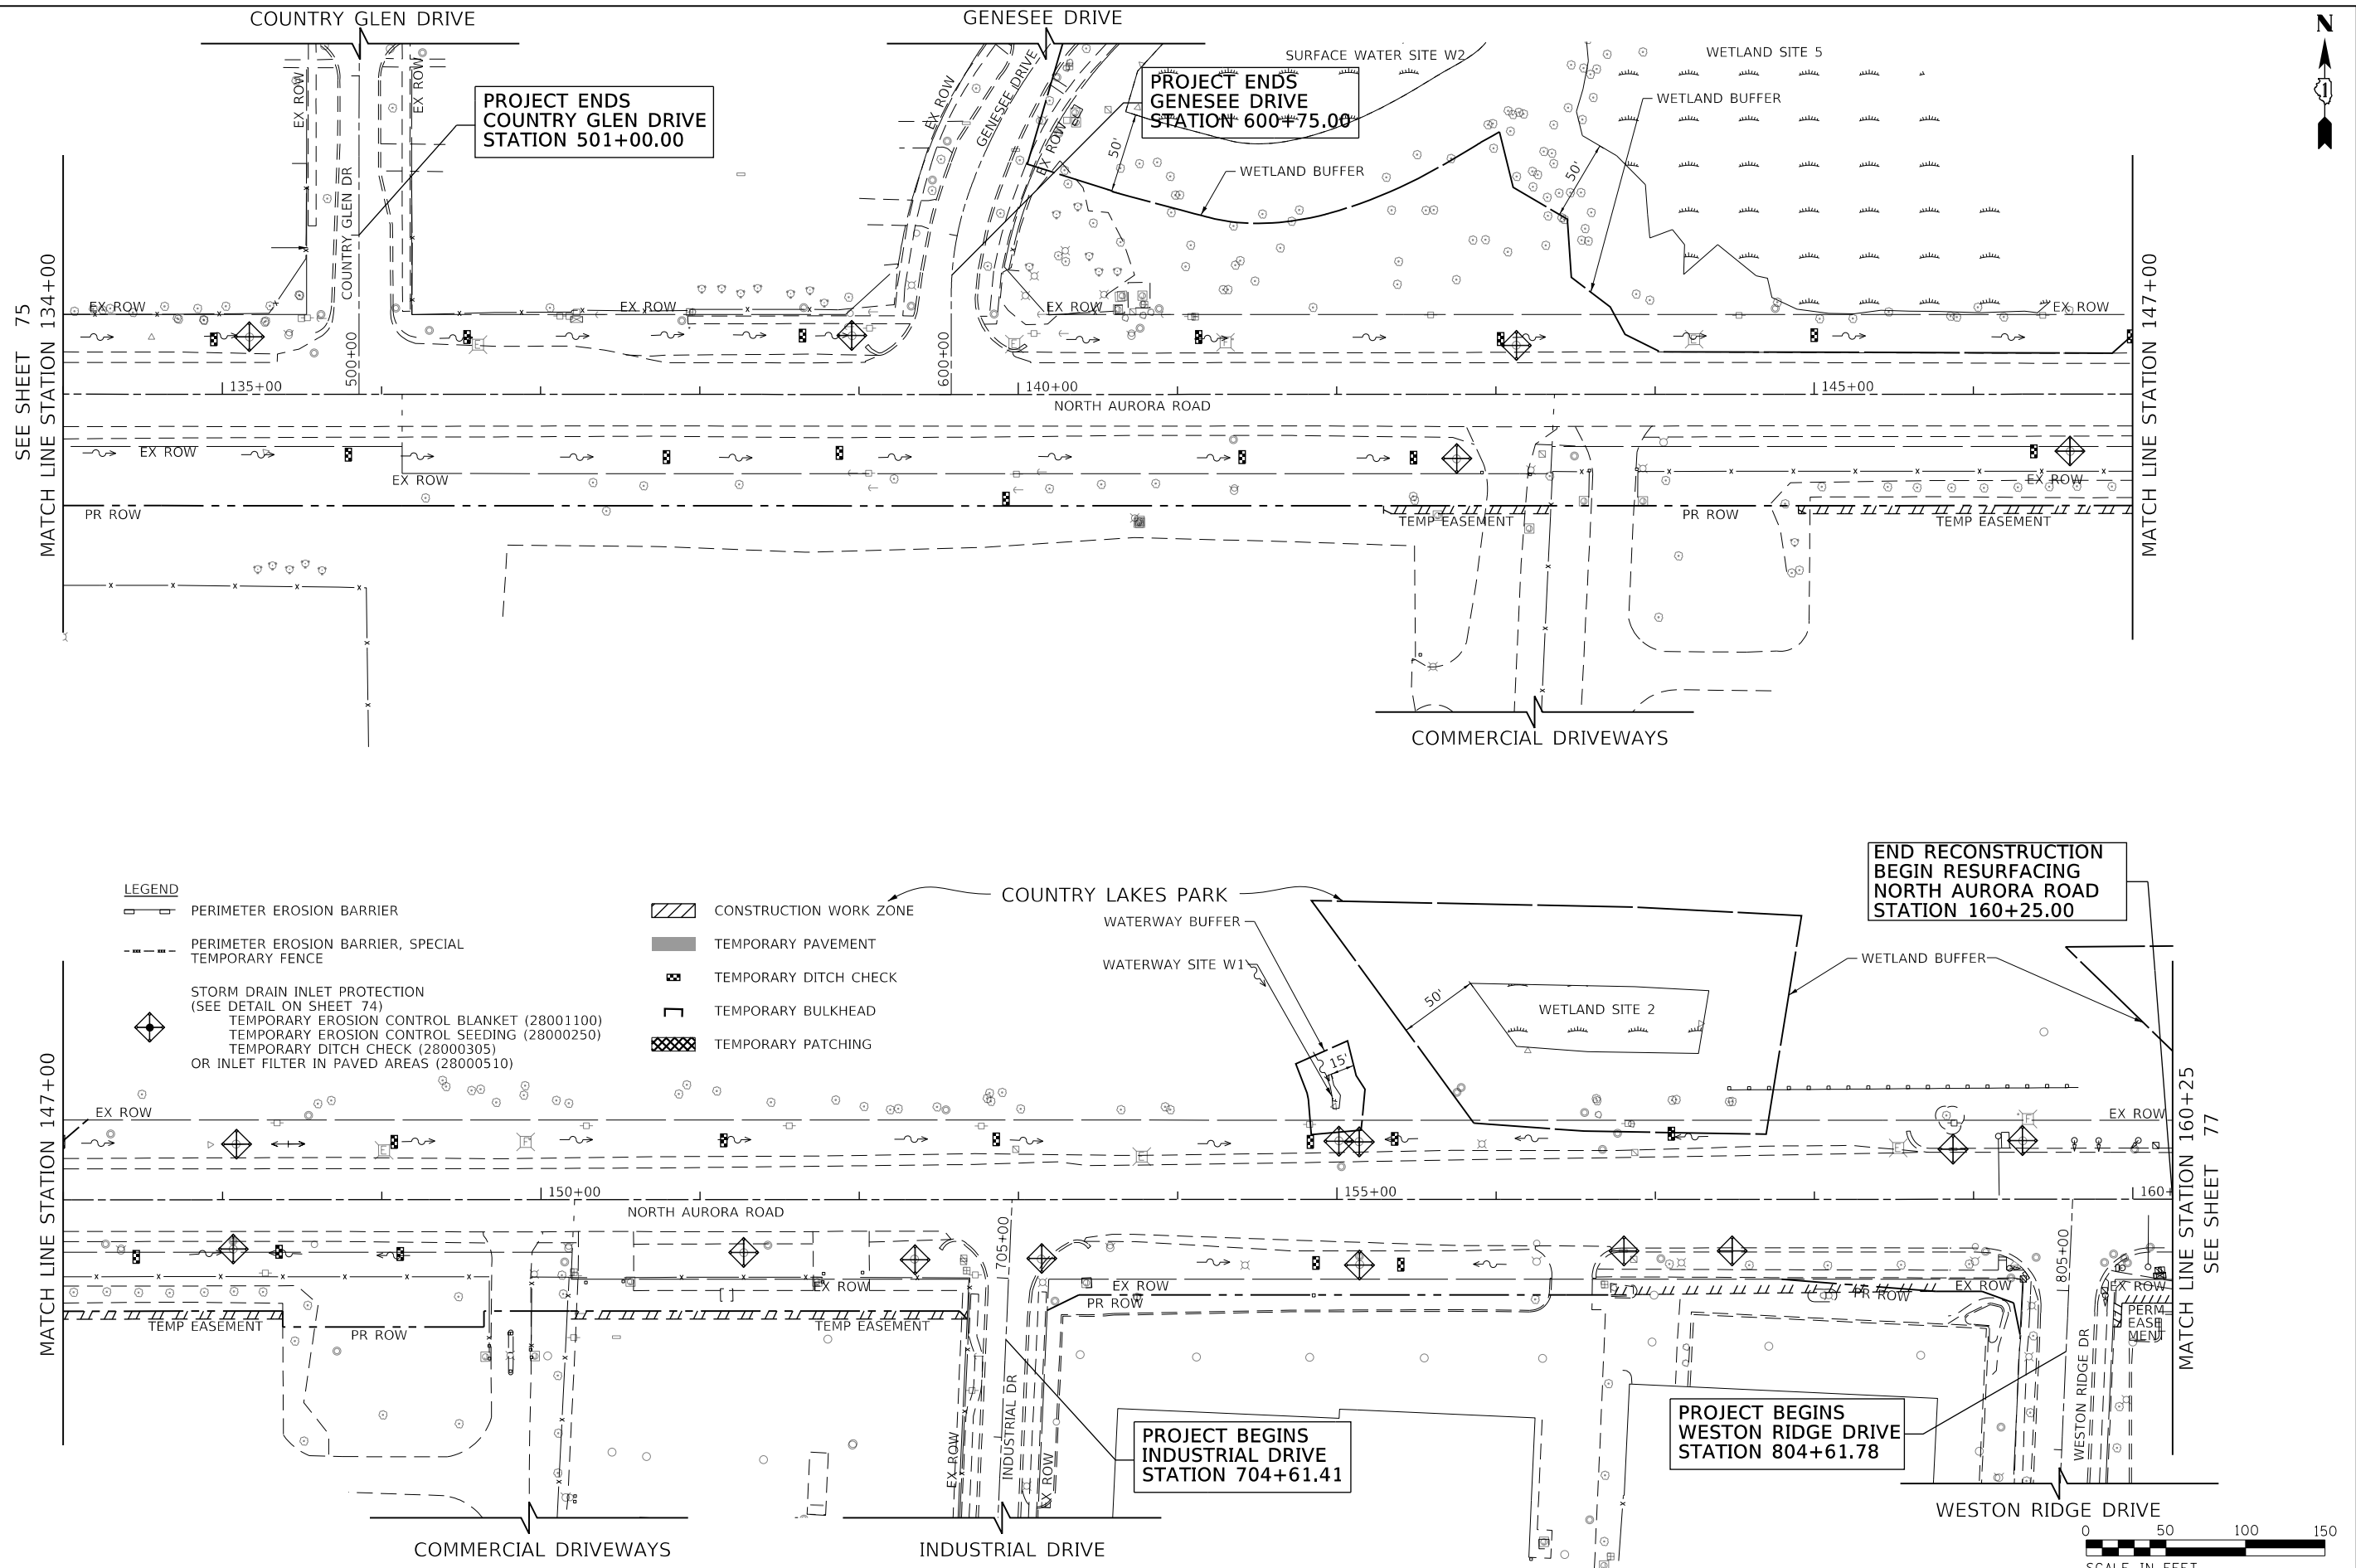 COUNTRY GLEN DRIVE
GENESEE DRIVE
N
1
SURFACE WATER SITE W2
WETLAND SITE 5
PROJECT ENDS
COUNTRY GLEN DRIVE
STATION 501+00.00
PROJECT ENDS
GENESEE DRIVE
STATION 600+75.00
WETLAND BUFFER
EX ROW
EX ROW
EX ROW
GENESEE DRIVE
EX ROW
50'
50'
WETLAND BUFFER
COUNTRY GLEN DR
SEE SHEET 75
MATCH LINE STATION 134+00
MATCH LINE STATION 147+00
EX ROW
EX ROW
EX ROW
EX ROW
E
E
F
E
500+00
600+00
135+00
140+00
145+00
NORTH AURORA ROAD
EX ROW
EX ROW
EX ROW
PR ROW
TEMP EASEMENT
PR ROW
TEMP EASEMENT
COMMERCIAL DRIVEWAYS
END RECONSTRUCTION
BEGIN RESURFACING
NORTH AURORA ROAD
STATION 160+25.00
LEGEND
PERIMETER EROSION BARRIER
PERIMETER EROSION BARRIER, SPECIAL
TEMPORARY FENCE
STORM DRAIN INLET PROTECTION
(SEE DETAIL ON SHEET 74)
TEMPORARY EROSION CONTROL BLANKET (28001100)
TEMPORARY EROSION CONTROL SEEDING (28000250)
TEMPORARY DITCH CHECK (28000305)
OR INLET FILTER IN PAVED AREAS (28000510)
CONSTRUCTION WORK ZONE
TEMPORARY PAVEMENT
TEMPORARY DITCH CHECK
TEMPORARY BULKHEAD
TEMPORARY PATCHING
COUNTRY LAKES PARK
WATERWAY BUFFER
WATERWAY SITE W1
WETLAND BUFFER
50'
WETLAND SITE 2
15'
MATCH LINE STATION 147+00
MATCH LINE STATION 160+25
SEE SHEET 77
EX ROW
EX ROW
E
F
E
E
F
150+00
155+00
160+
NORTH AURORA ROAD
705+00
805+00
EX ROW
EX ROW
EX ROW
EX ROW
PR ROW
PR ROW
TEMP EASEMENT
PR ROW
TEMP EASEMENT
PERM
EASE
MENT
INDUSTRIAL DR
WESTON RIDGE DR
EX ROW
EX ROW
PROJECT BEGINS
INDUSTRIAL DRIVE
STATION 704+61.41
PROJECT BEGINS
WESTON RIDGE DRIVE
STATION 804+61.78
COMMERCIAL DRIVEWAYS
INDUSTRIAL DRIVE
WESTON RIDGE DRIVE
0 50 100 150
SCALE IN FEET